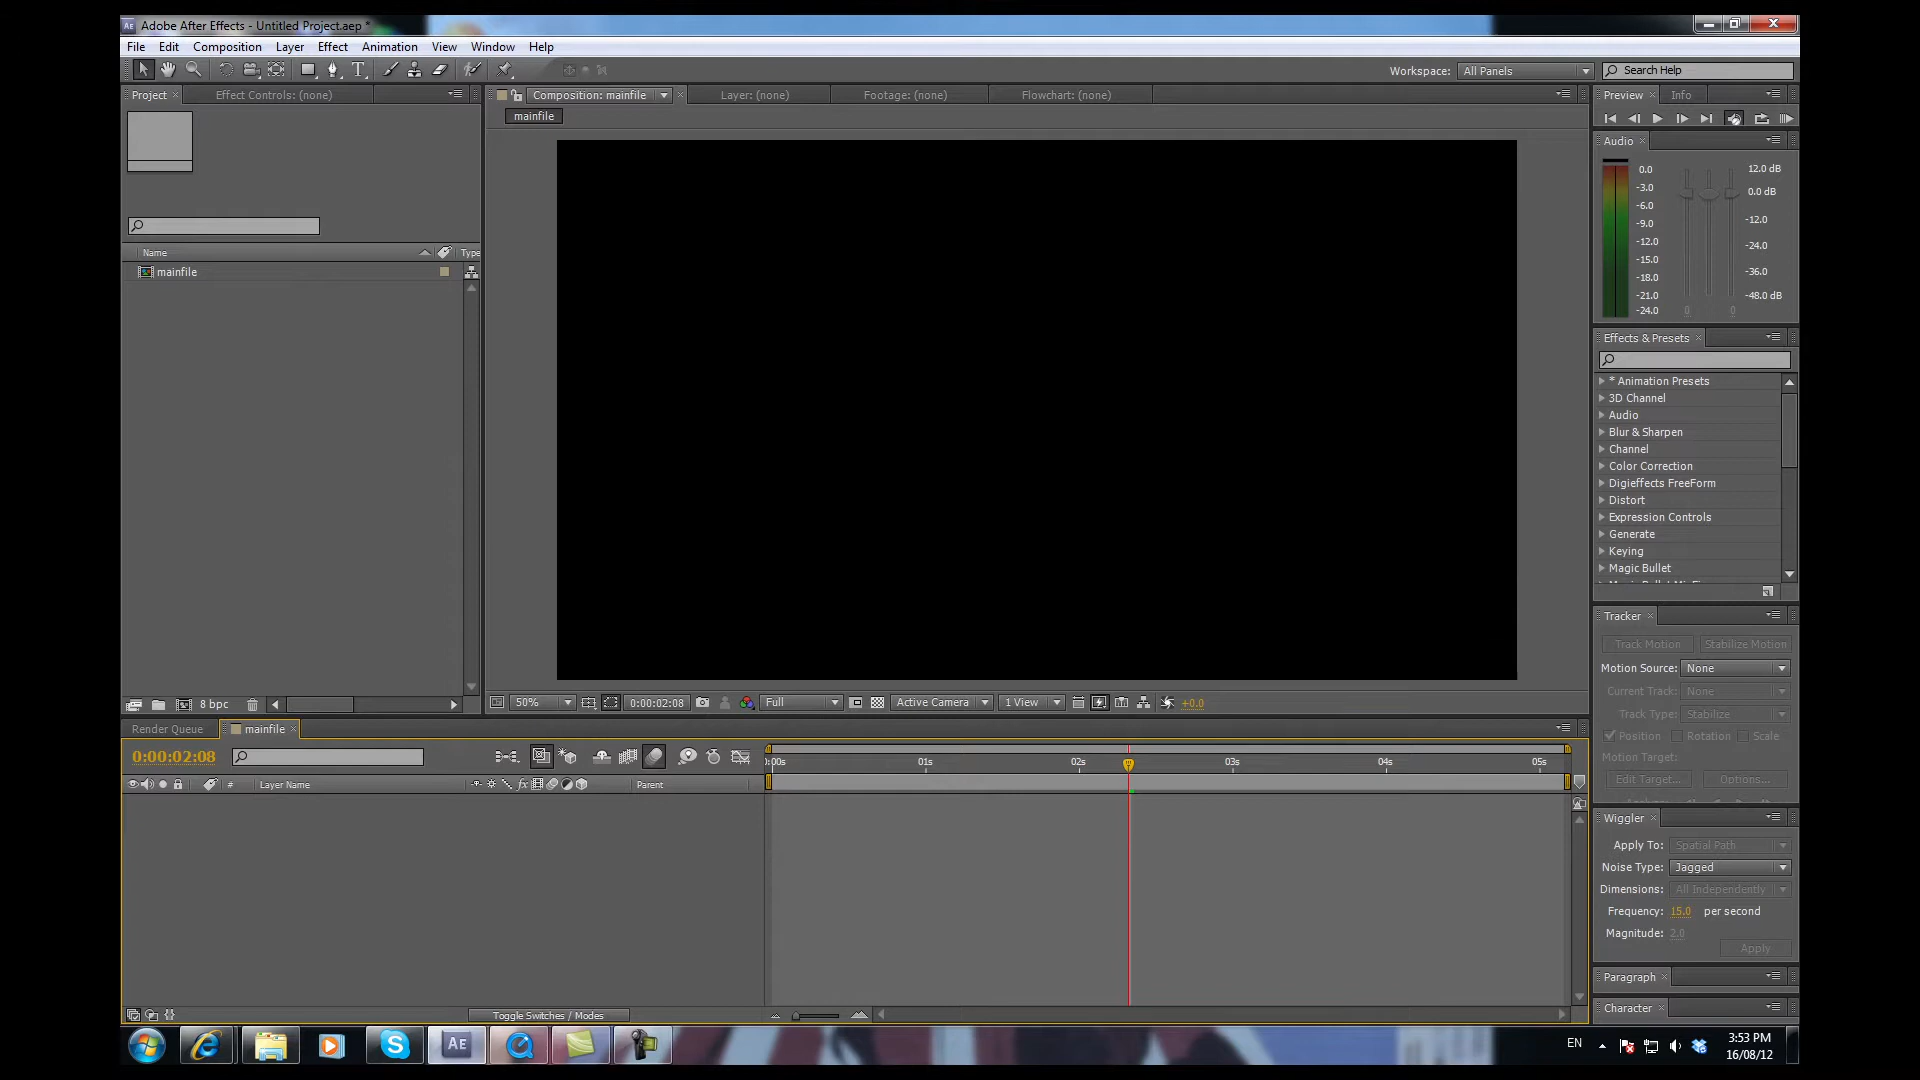 Adobe After Effects - Untitled Project.aep *
File Edit Composition Layer Effect Animation View Window Help
Workspace: All Panels Search Help
Project Effect Controls: (none) Composition: mainfile Layer: (none) Footage: (none) Flowchart: (none) Preview Info
mainfile
Audio
0.0
-3.0
-6.0
-9.0
-12.0
-15.0
-18.0
-21.0
-24.0
12.0 dB
0.0 dB
-12.0
-24.0
-36.0
-48.0 dB
0 0
Name Type
mainfile
Effects & Presets
* Animation Presets
3D Channel
Audio
Blur & Sharpen
Channel
Color Correction
Digieffects FreeForm
Distort
Expression Controls
Generate
Keying
Magic Bullet
Tracker
Track Motion Stabilize Motion
Motion Source: None
Current Track: None
Track Type: Stabilize
Position Rotation Scale
Motion Target:
Edit Target... Options...
8 bpc
50% 0:00:02:08 Full Active Camera 1 View +0.0
Render Queue mainfile
0:00:02:08
# Layer Name fx Parent
):00s 01s 02s 03s 04s 05s
Wiggler
Apply To: Spatial Path
Noise Type: Jagged
Dimensions: All Independently
Frequency: 15.0 per second
Magnitude: 2.0
Apply
Paragraph
Character
Toggle Switches / Modes
AE
EN
3:53 PM
16/08/12